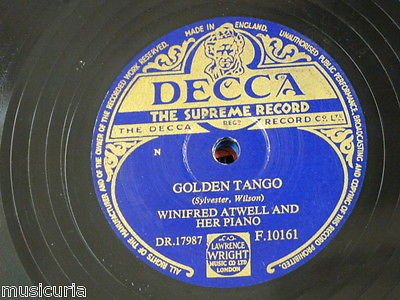 MADE IN ENGLAND.
ALL RIGHTS OF THE MANUFACTURER AND OF THE OWNER OF THE RECORDED WORK RESERVED.
UNAUTHORISED PUBLIC PERFORMANCE, BROADCASTING AND COPYING OF THIS RECORD PROHIBITED.
DECCA
THE SUPREME RECORD
THE DECCA REGD RECORD CO. LTD.
N
GOLDEN TANGO
(Sylvester, Wilson)
WINIFRED ATWELL AND
HER PIANO
DR.17987
F.10161
LAWRENCE
WRIGHT
MUSIC CO LTD
LONDON
musicuria